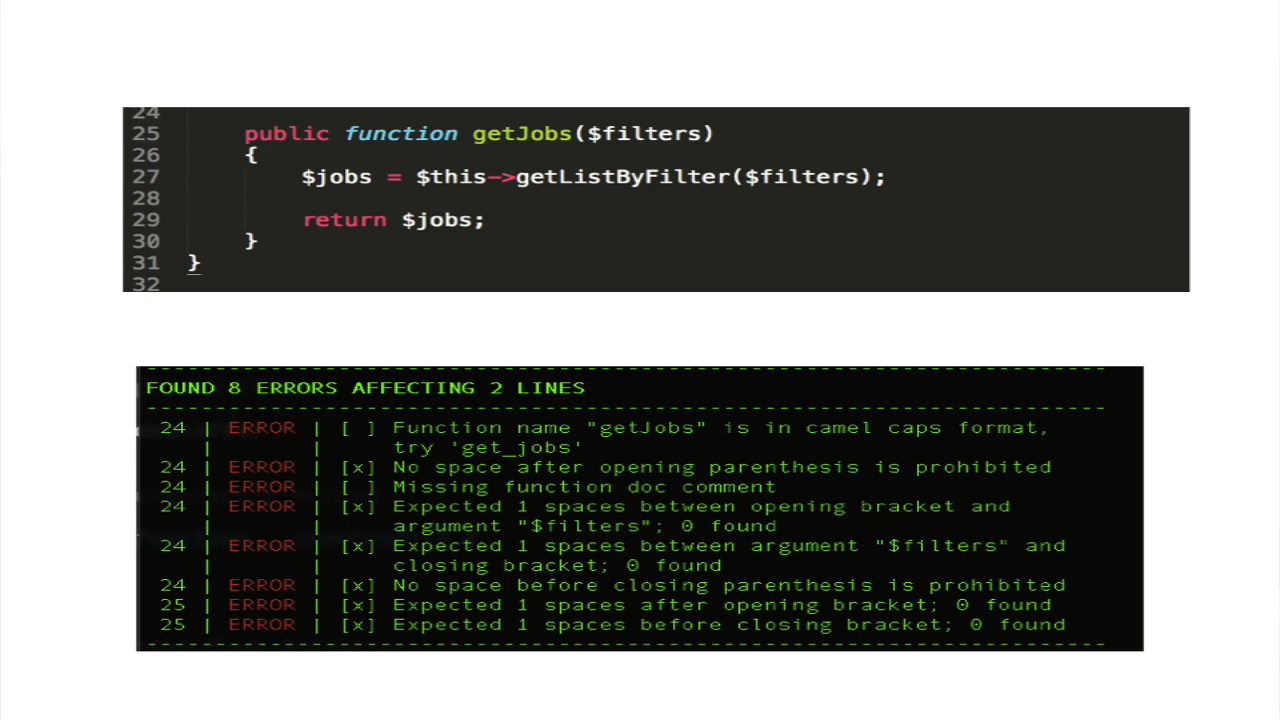 24
25 public function getJobs($filters)
26 {
27 $jobs = $this->getListByFilter($filters);
28
29 return $jobs;
30 }
31 }
32
--------------------------------------------------------------------------------
FOUND 8 ERRORS AFFECTING 2 LINES
--------------------------------------------------------------------------------
24 | ERROR | [ ] Function name "getJobs" is in camel caps format,
| | try 'get_jobs'
24 | ERROR | [x] No space after opening parenthesis is prohibited
24 | ERROR | [ ] Missing function doc comment
24 | ERROR | [x] Expected 1 spaces between opening bracket and
| | argument "$filters"; 0 found
24 | ERROR | [x] Expected 1 spaces between argument "$filters" and
| | closing bracket; 0 found
24 | ERROR | [x] No space before closing parenthesis is prohibited
25 | ERROR | [x] Expected 1 spaces after opening bracket; 0 found
25 | ERROR | [x] Expected 1 spaces before closing bracket; 0 found
--------------------------------------------------------------------------------